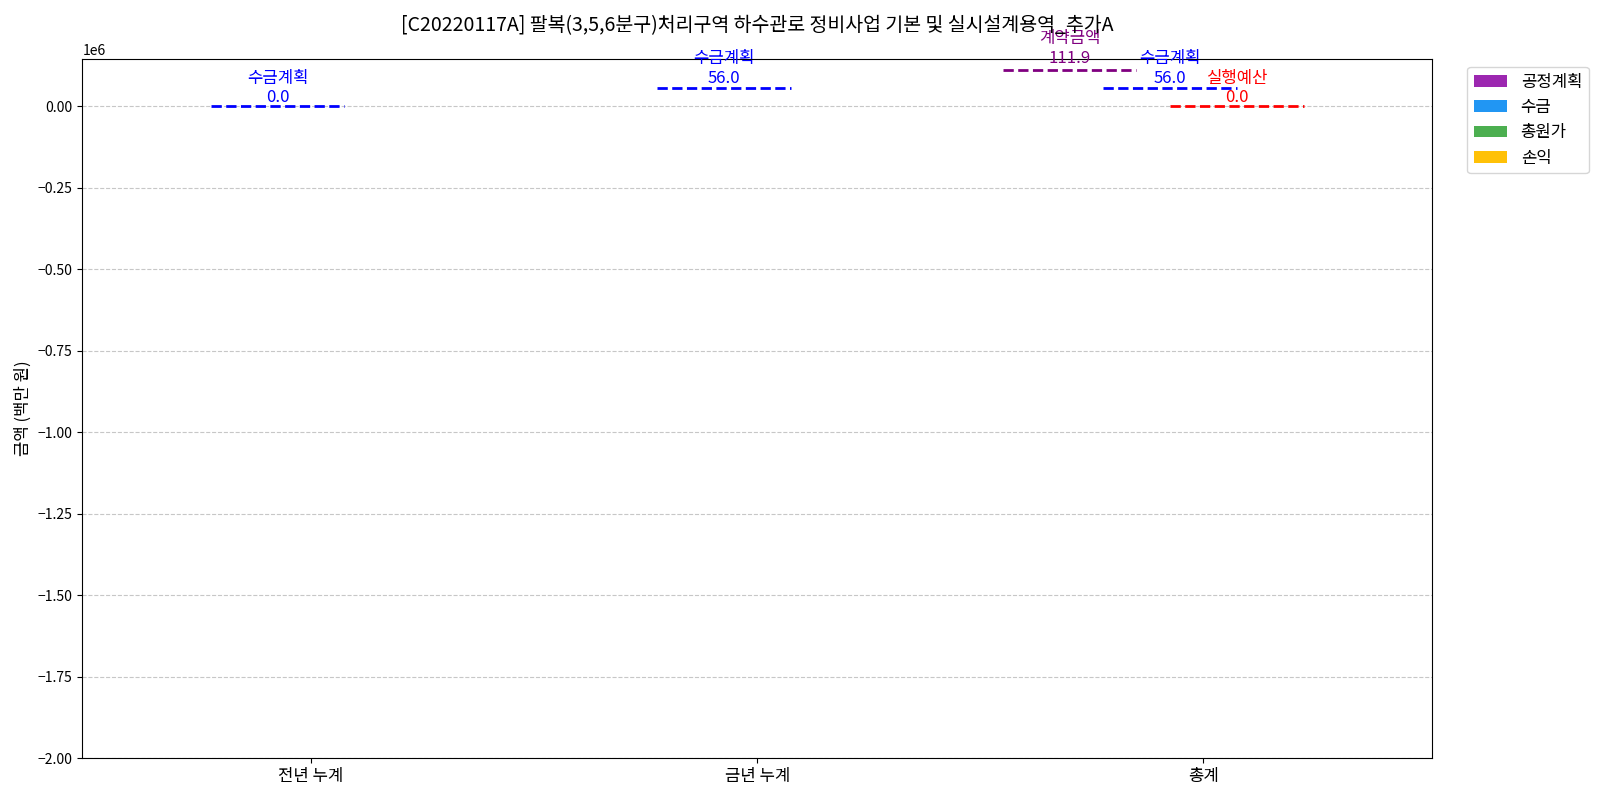 [C20220117A] 팔복(3,5,6분구)처리구역 하수관로 정비사업 기본 및 실시설계용역_추가A
1e6
계약금액
111.9
수금계획
0.0
수금계획
56.0
수금계획
56.0
실행예산
0.0
공정계획
수금
총원가
손익
금액 (백만 원)
0.00
−0.25
−0.50
−0.75
−1.00
−1.25
−1.50
−1.75
−2.00
전년 누계
금년 누계
총계